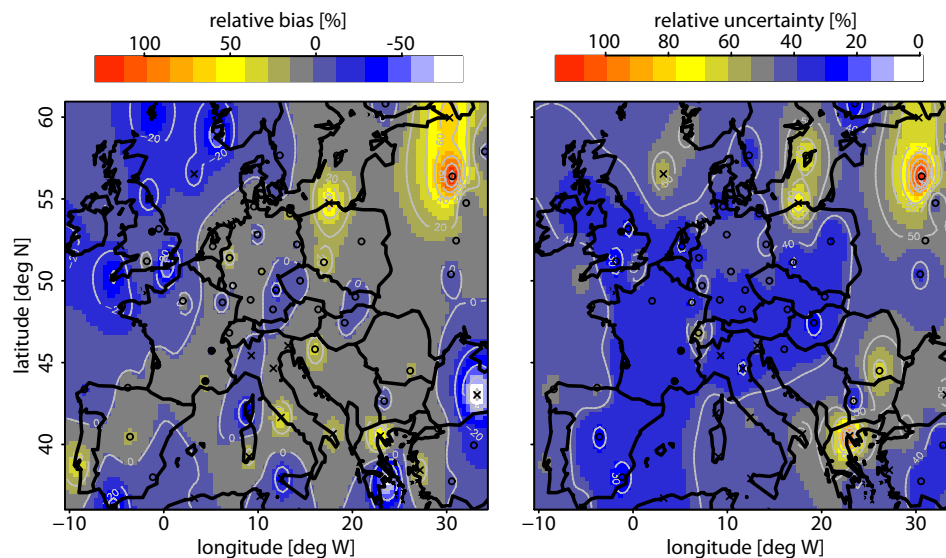 relative bias [%]
100 50 0 -50
relative uncertainty [%]
100 80 60 40 20 0
latitude [deg N]
60
55
50
45
40
−10 0 10 20 30
longitude [deg W]
−10 0 10 20 30
longitude [deg W]